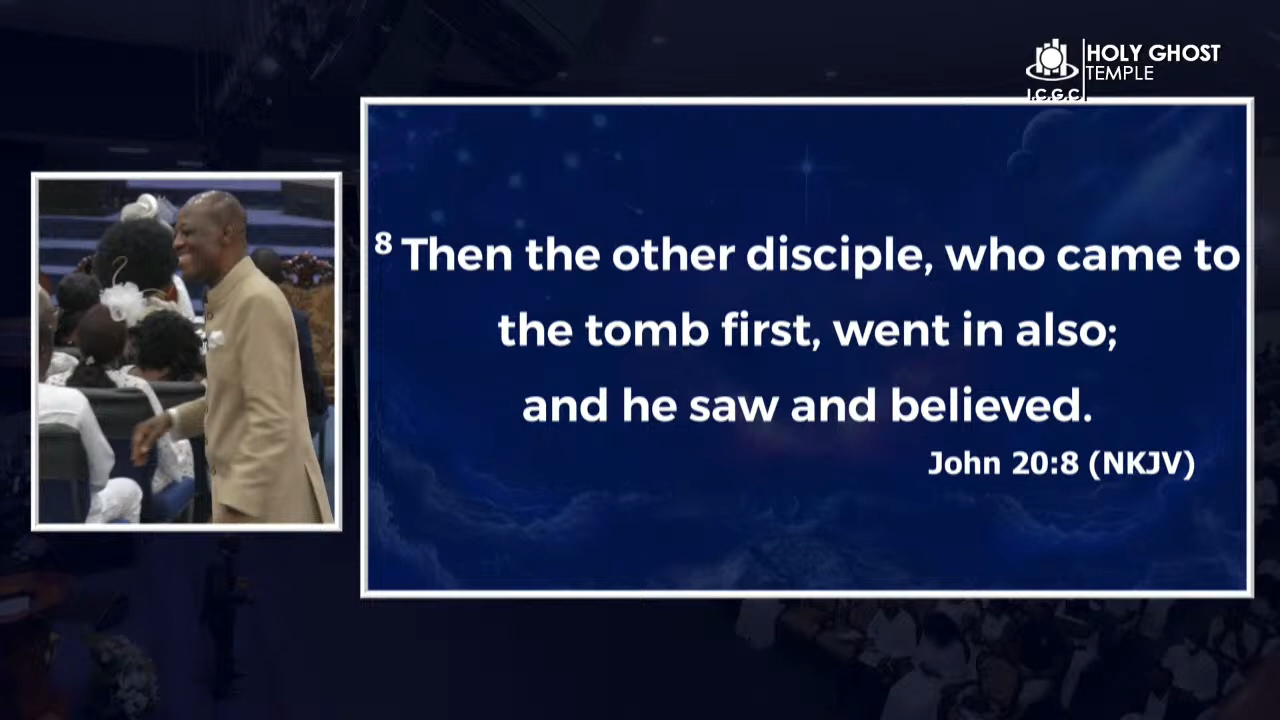 HOLY GHOST
TEMPLE
I.C.G.C
8 Then the other disciple, who came to
the tomb first, went in also;
and he saw and believed.
John 20:8 (NKJV)